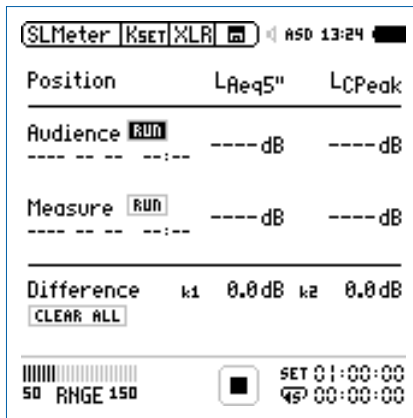 SLMeter KSET XLR ASD 13:24
Position LAeq5" LCPeak
Audience RUN
---- -- -- --:-- ----dB ----dB
Measure RUN
---- -- -- --:-- ----dB ----dB
Difference k1 0.0dB k2 0.0dB
CLEAR ALL
SET 01:00:00
50 RNGE 150 00:00:00